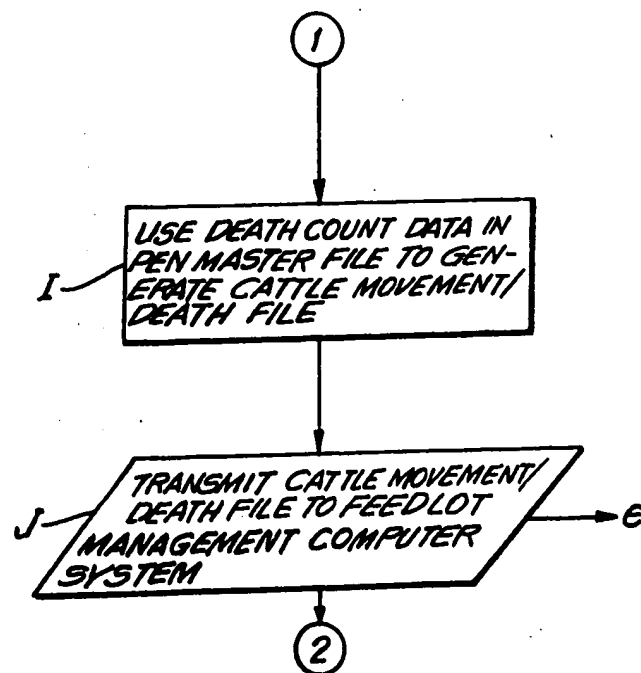 1
USE DEATH COUNT DATA IN
PEN MASTER FILE TO GEN-
ERATE CATTLE MOVEMENT/
DEATH FILE
I
TRANSMIT CATTLE MOVEMENT/
DEATH FILE TO FEEDLOT
MANAGEMENT COMPUTER
SYSTEM
J
e
2